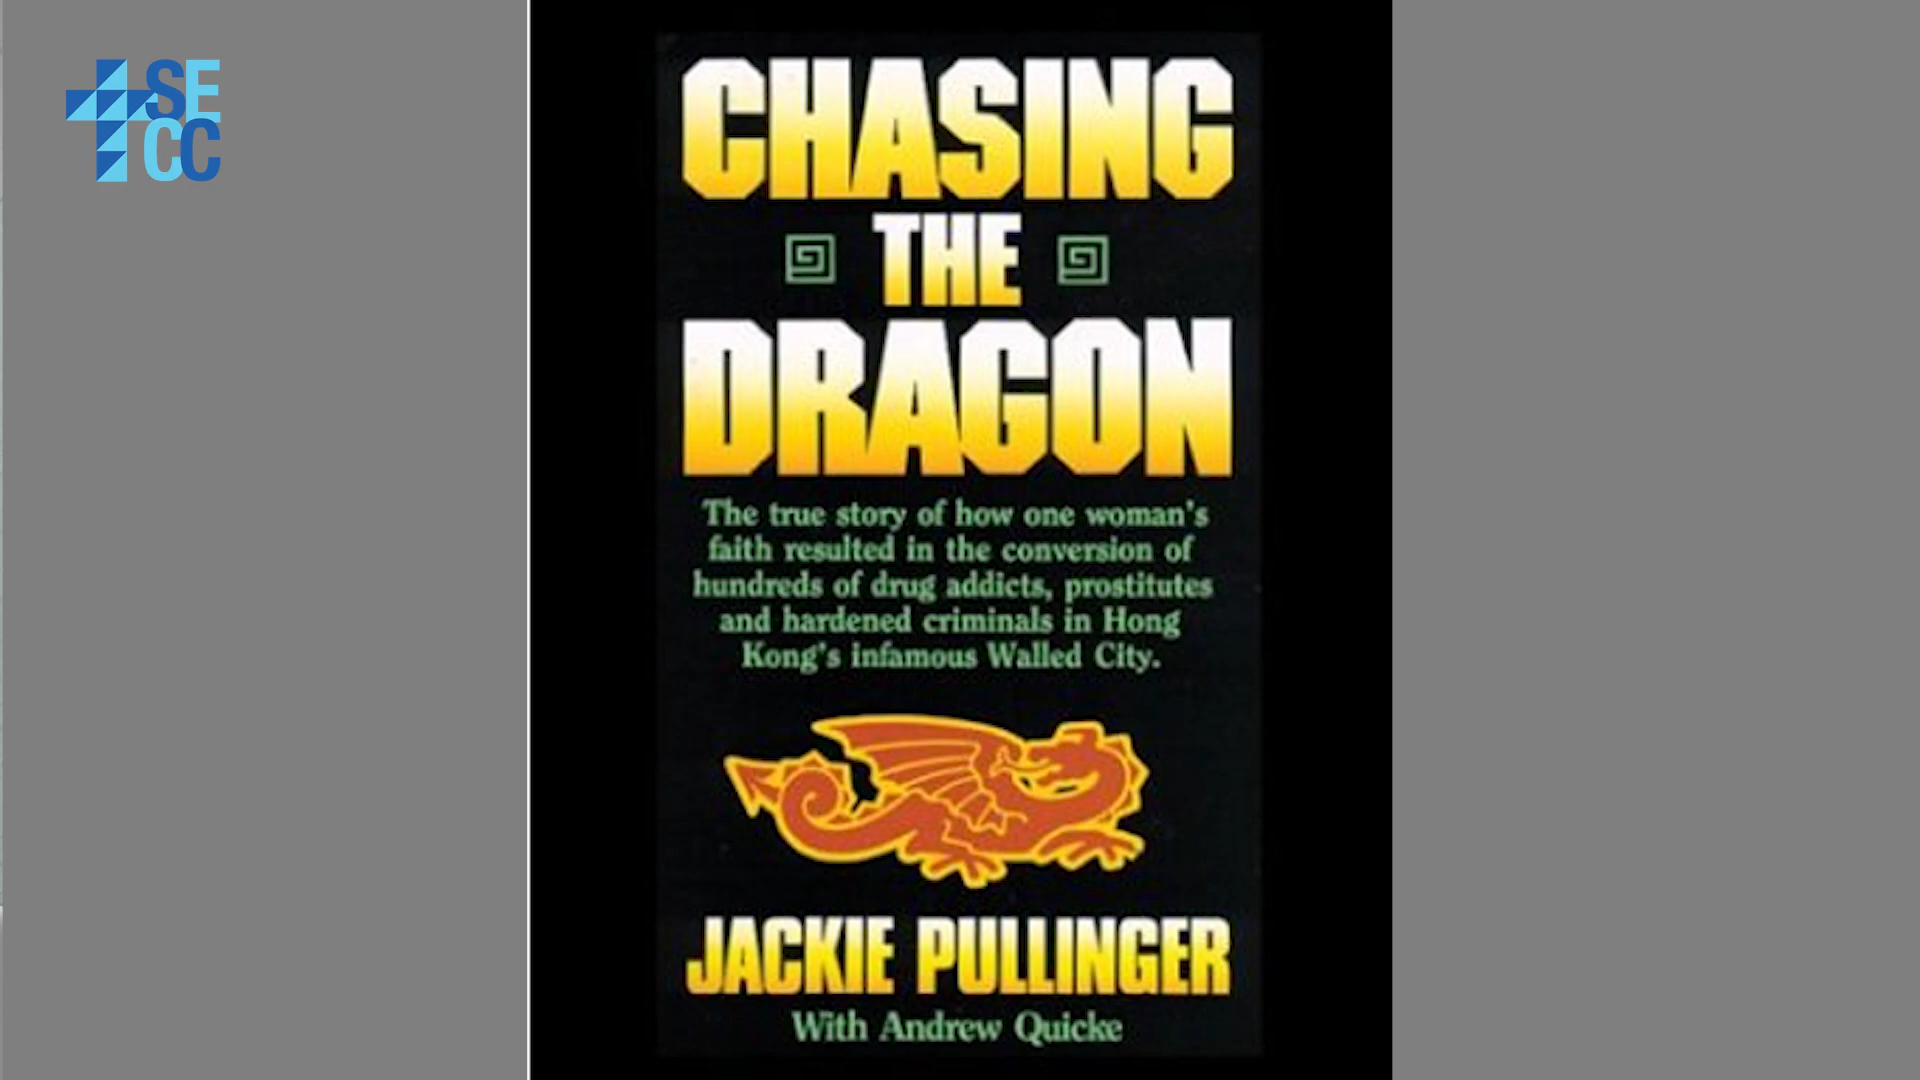 SE
CC
CHASING
THE
DRAGON
The true story of how one woman's
faith resulted in the conversion of
hundreds of drug addicts, prostitutes
and hardened criminals in Hong
Kong's infamous Walled City.
JACKIE PULLINGER
With Andrew Quicke